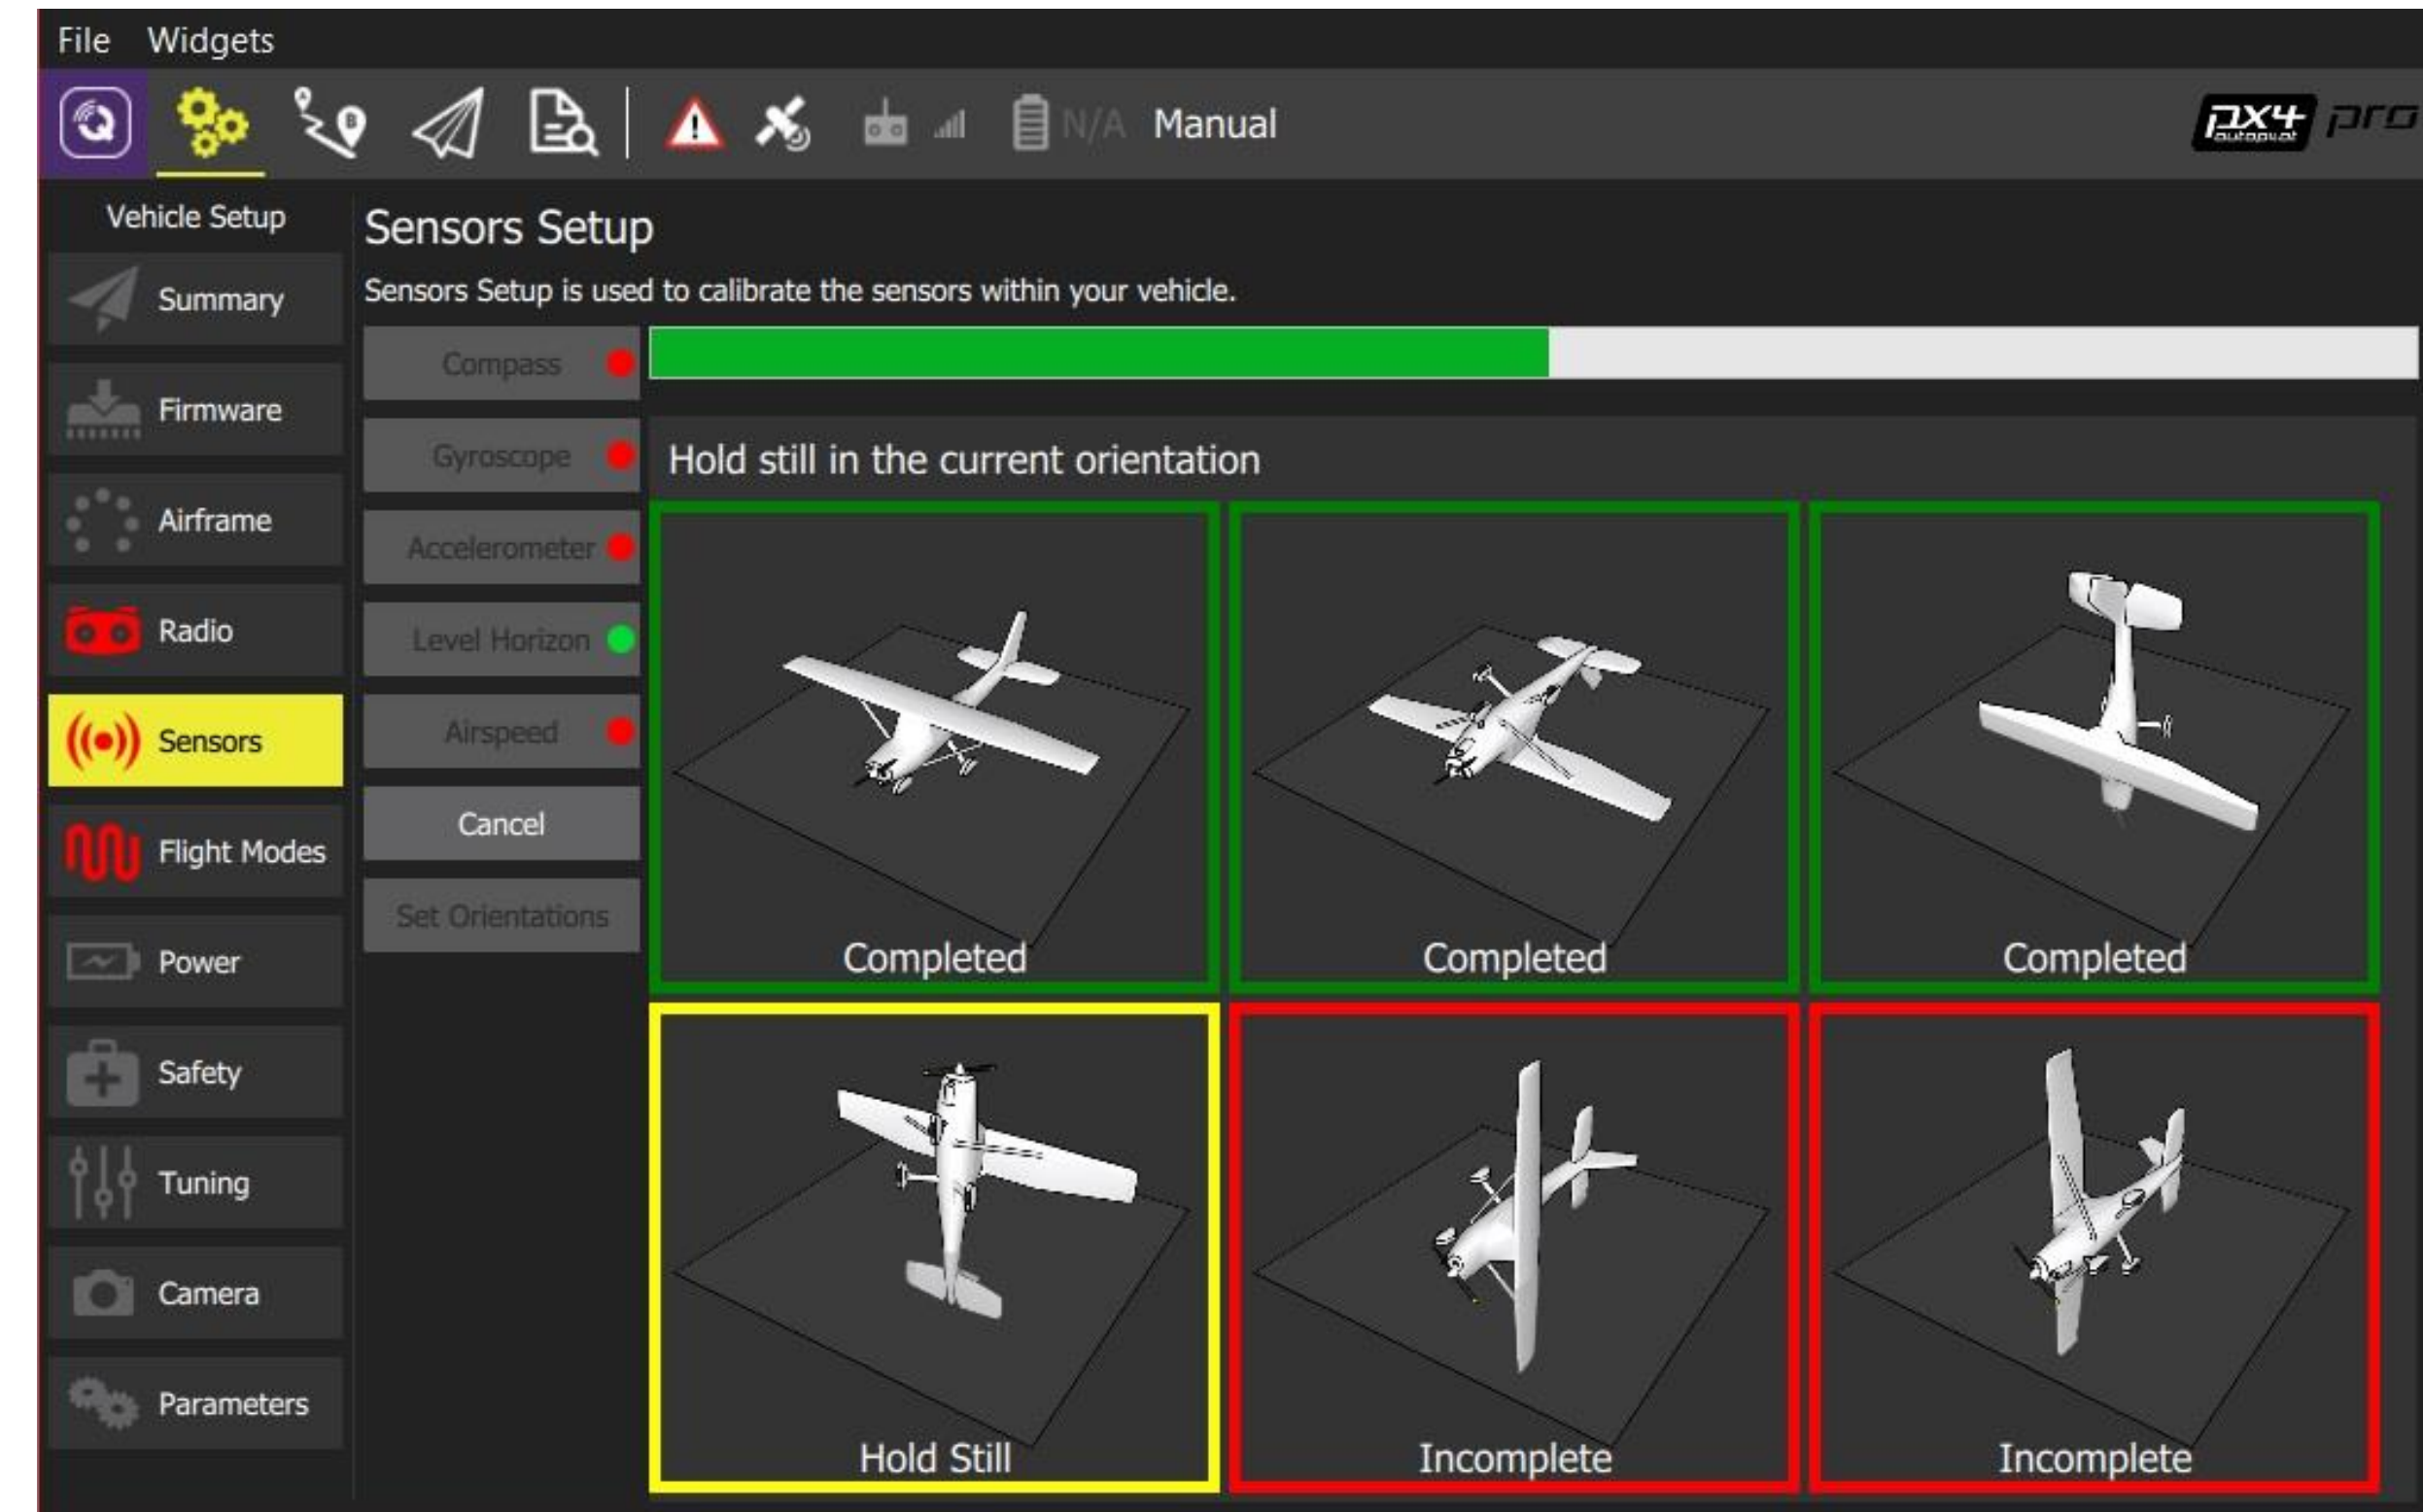 File Widgets
N/A Manual
px4 autopilot pro
Vehicle Setup
Summary
Firmware
Airframe
Radio
Sensors
Flight Modes
Power
Safety
Tuning
Camera
Parameters
Sensors Setup
Sensors Setup is used to calibrate the sensors within your vehicle.
Compass
Gyroscope
Accelerometer
Level Horizon
Airspeed
Cancel
Set Orientations
Hold still in the current orientation
Completed Completed Completed
Hold Still Incomplete Incomplete